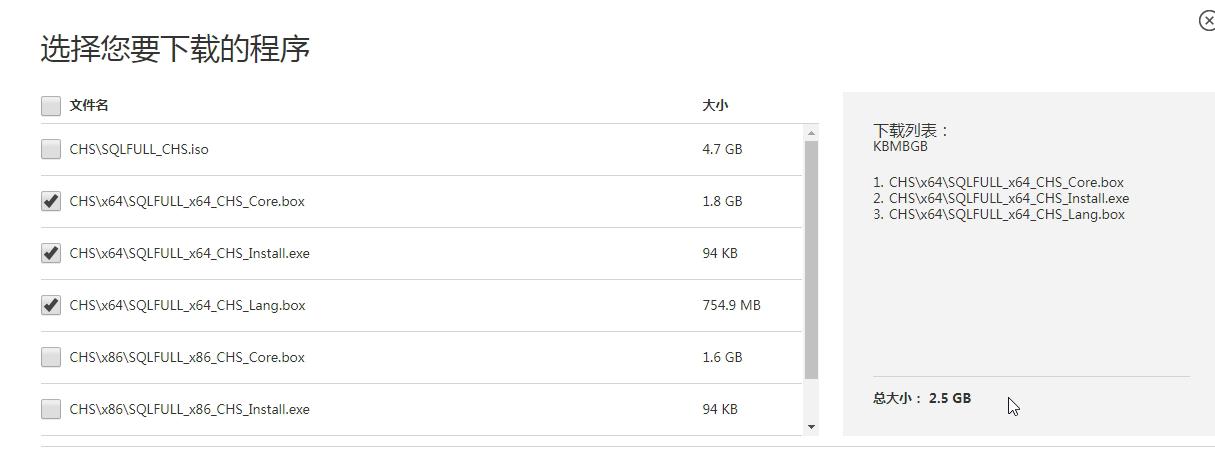 选择您要下载的程序
文件名 大小
CHS\SQLFULL_CHS.iso 4.7 GB
CHS\x64\SQLFULL_x64_CHS_Core.box 1.8 GB
CHS\x64\SQLFULL_x64_CHS_Install.exe 94 KB
CHS\x64\SQLFULL_x64_CHS_Lang.box 754.9 MB
CHS\x86\SQLFULL_x86_CHS_Core.box 1.6 GB
CHS\x86\SQLFULL_x86_CHS_Install.exe 94 KB
下载列表：
KBMBGB
1. CHS\x64\SQLFULL_x64_CHS_Core.box
2. CHS\x64\SQLFULL_x64_CHS_Install.exe
3. CHS\x64\SQLFULL_x64_CHS_Lang.box
总大小： 2.5 GB